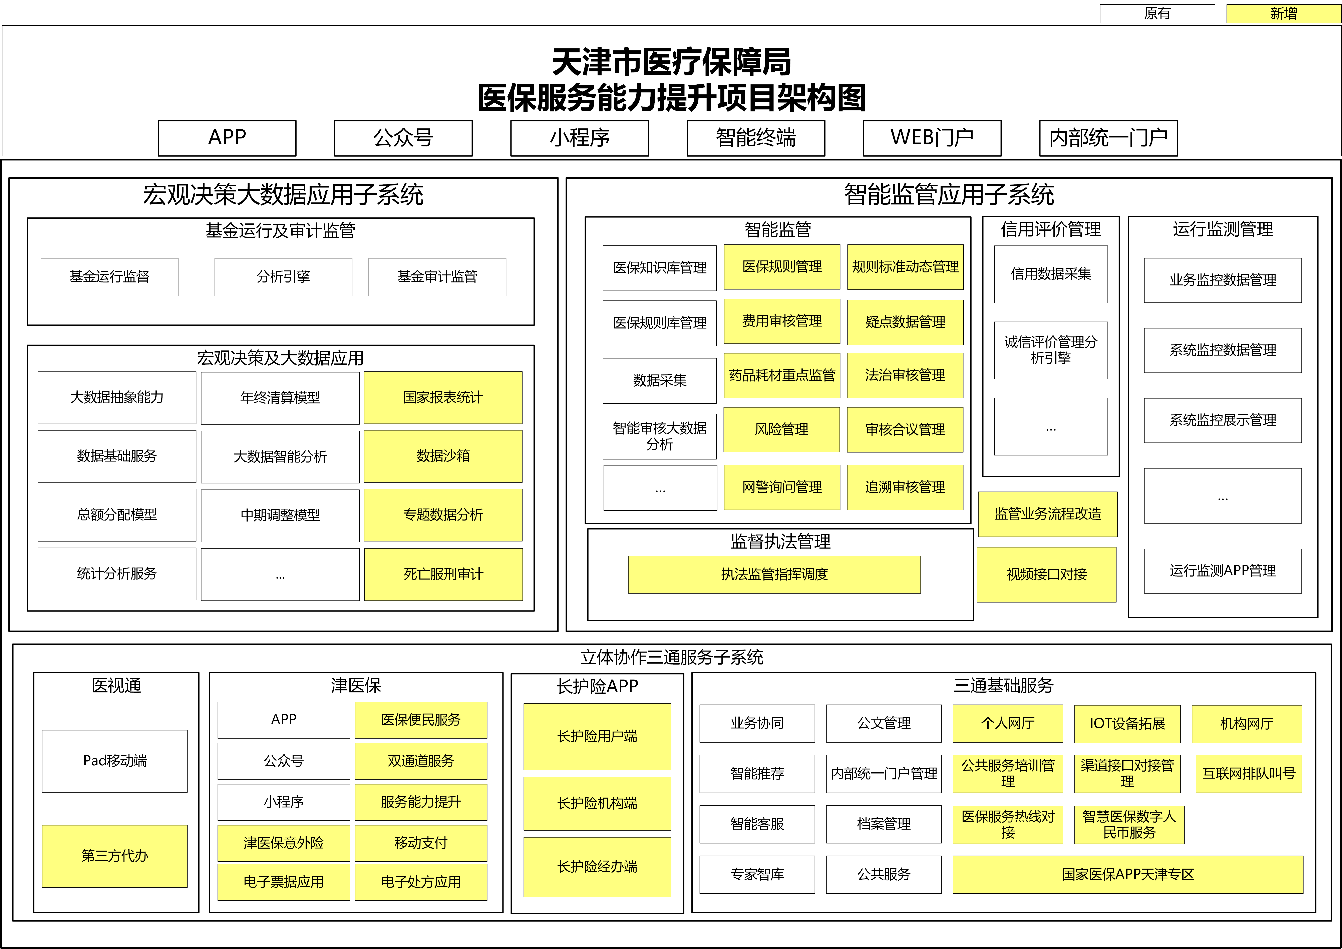 原有
新增
天津市医疗保障局
医保服务能力提升项目架构图
APP
公众号
小程序
智能终端
WEB门户
内部统一门户
宏观决策大数据应用子系统
基金运行及审计监管
基金运行监督
分析引擎
基金审计监管
宏观决策及大数据应用
大数据抽象能力
年终清算模型
国家报表统计
数据基础服务
大数据智能分析
数据沙箱
总额分配模型
中期调整模型
专题数据分析
统计分析服务
...
死亡服刑审计
智能监管应用子系统
智能监管
医保知识库管理
医保规则管理
规则标准动态管理
医保规则库管理
费用审核管理
疑点数据管理
数据采集
药品耗材重点监管
法治审核管理
智能审核大数据
分析
风险管理
审核合议管理
...
网警询问管理
追溯审核管理
监督执法管理
执法监管指挥调度
信用评价管理
信用数据采集
诚信评价管理分
析引擎
...
监管业务流程改造
视频接口对接
运行监测管理
业务监控数据管理
系统监控数据管理
系统监控展示管理
...
运行监测APP管理
立体协作三通服务子系统
医视通
Pad移动端
第三方代办
津医保
APP
医保便民服务
公众号
双通道服务
小程序
服务能力提升
津医保意外险
移动支付
电子票据应用
电子处方应用
长护险APP
长护险用户端
长护险机构端
长护险经办端
三通基础服务
业务协同
公文管理
个人网厅
IOT设备拓展
机构网厅
智能推荐
内部统一门户管理
公共服务培训管
理
渠道接口对接管
理
互联网排队叫号
智能客服
档案管理
医保服务热线对
接
智慧医保数字人
民币服务
专家智库
公共服务
国家医保APP天津专区